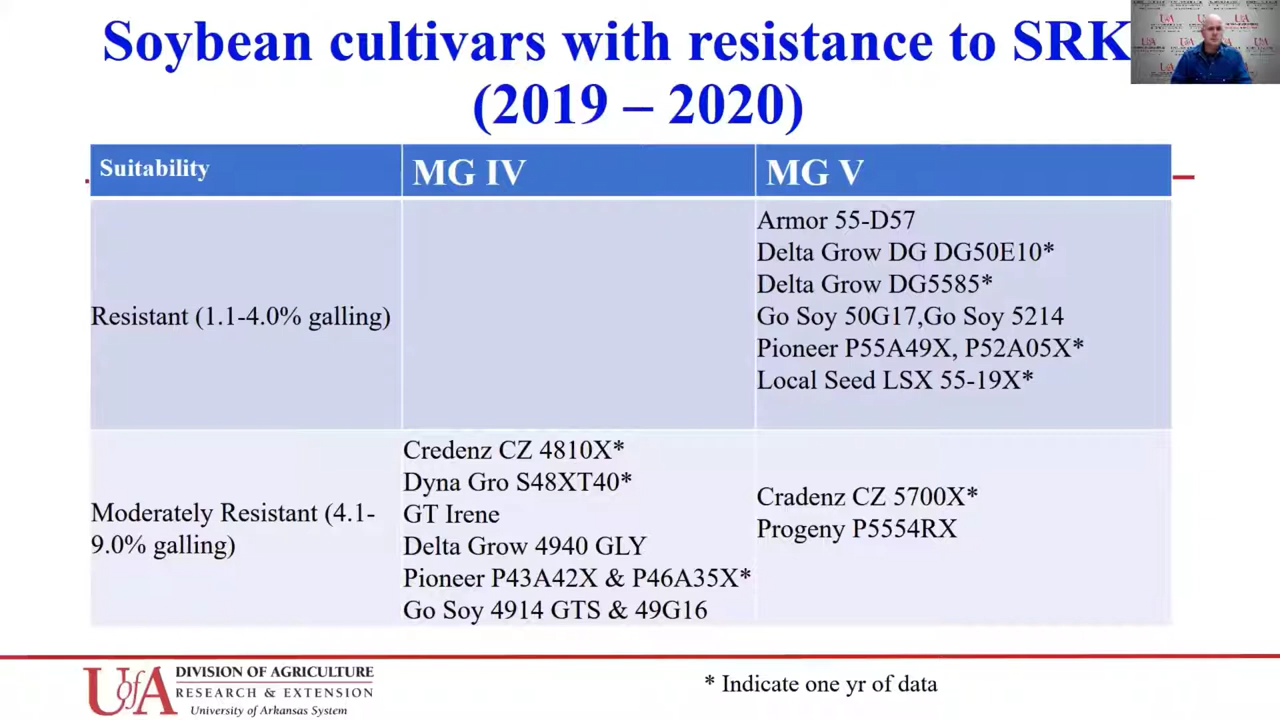 Soybean cultivars with resistance to SRK
(2019 – 2020)
Suitability
MG IV
MG V
Resistant (1.1-4.0% galling)
Armor 55-D57
Delta Grow DG DG50E10*
Delta Grow DG5585*
Go Soy 50G17,Go Soy 5214
Pioneer P55A49X, P52A05X*
Local Seed LSX 55-19X*
Moderately Resistant (4.1-
9.0% galling)
Credenz CZ 4810X*
Dyna Gro S48XT40*
GT Irene
Delta Grow 4940 GLY
Pioneer P43A42X & P46A35X*
Go Soy 4914 GTS & 49G16
Cradenz CZ 5700X*
Progeny P5554RX
UofA
DIVISION OF AGRICULTURE
RESEARCH & EXTENSION
University of Arkansas System
* Indicate one yr of data